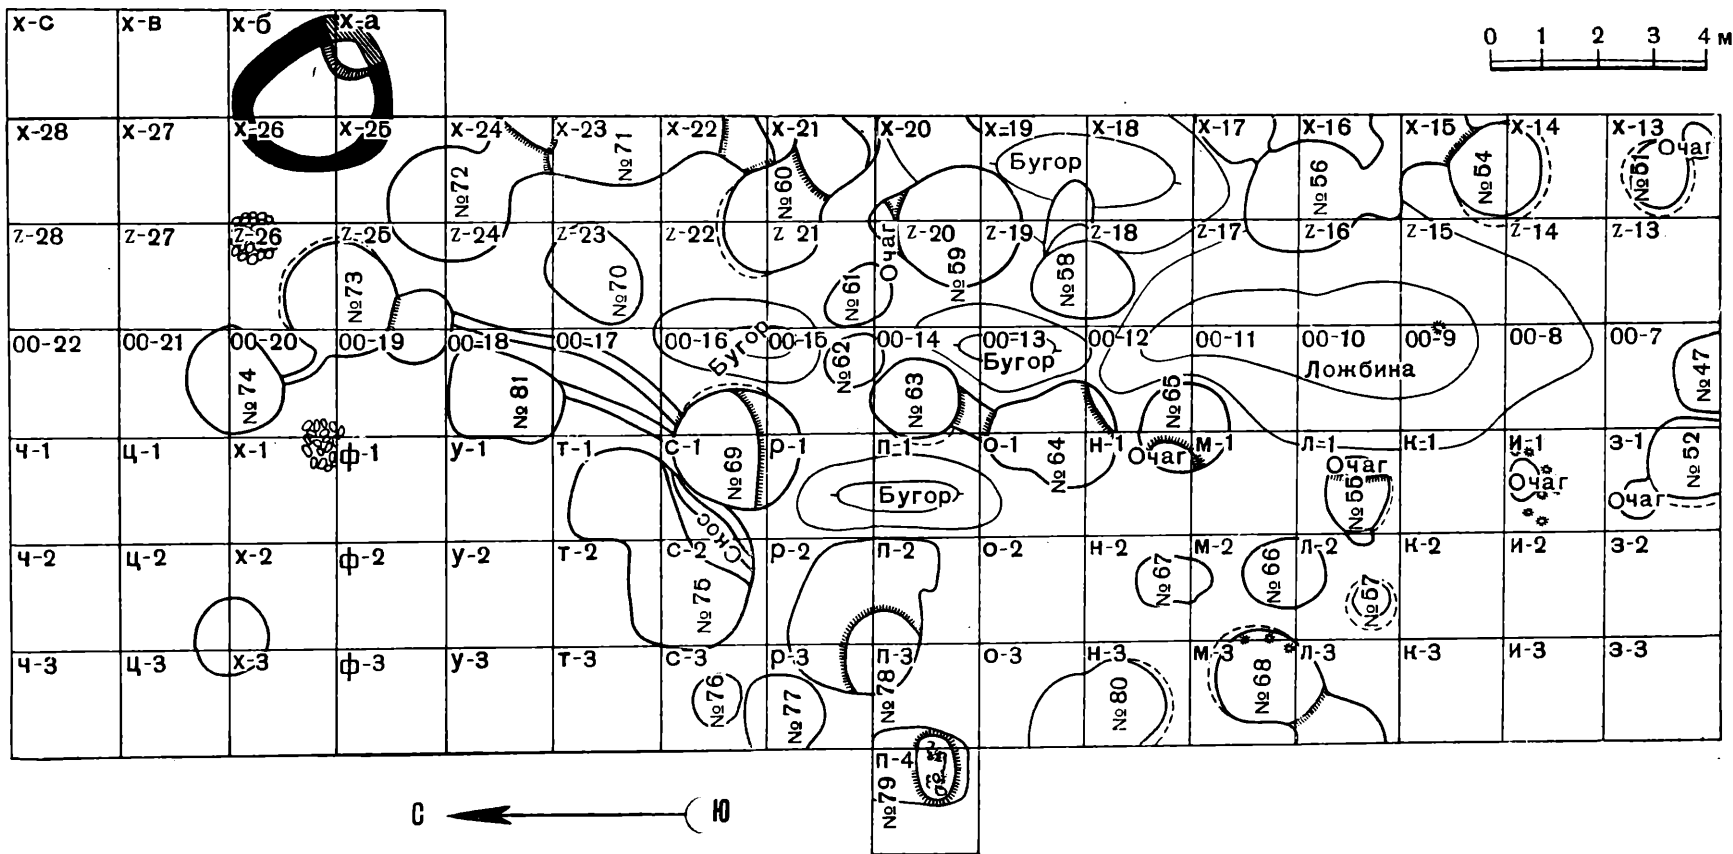 х-с х-в х-б х-а
0 1 2 3 4 м
х-28 х-27 х-26 х-25 х-24 х-23 х-22 х-21 х-20 х-19 х-18 х-17 х-16 х-15 х-14 х-13
№71
Бугор
Очаг
№72
№60
№56
№54
№51
z-28 z-27 z-26 z-25 z-24 z-23 z-22 z-21 z-20 z-19 z-18 z-17 z-16 z-15 z-14 z-13
Очаг
№73
№70
№61
№59
№58
00-22 00-21 00-20 00-19 00-18 00-17 00-16 00-15 00-14 00-13 00-12 00-11 00-10 00-9 00-8 00-7
Бугор
№62
Бугор
Ложбина
№47
№74
№81
№63
№65
ч-1 ц-1 х-1 ф-1 у-1 т-1 с-1 р-1 п-1 о-1 н-1 м-1 л-1 к-1 и-1 з-1
№69
№64
Очаг
Очаг
№55
Очаг
№52
Бугор
Очаг
Скос
ч-2 ц-2 х-2 ф-2 у-2 т-2 с-2 р-2 п-2 о-2 н-2 м-2 л-2 к-2 и-2 з-2
№75
№67
№66
№57
ч-3 ц-3 х-3 ф-3 у-3 т-3 с-3 р-3 п-3 о-3 н-3 м-3 л-3 к-3 и-3 з-3
№76
№77
№78
№80
№68
п-4
№79
С Ю